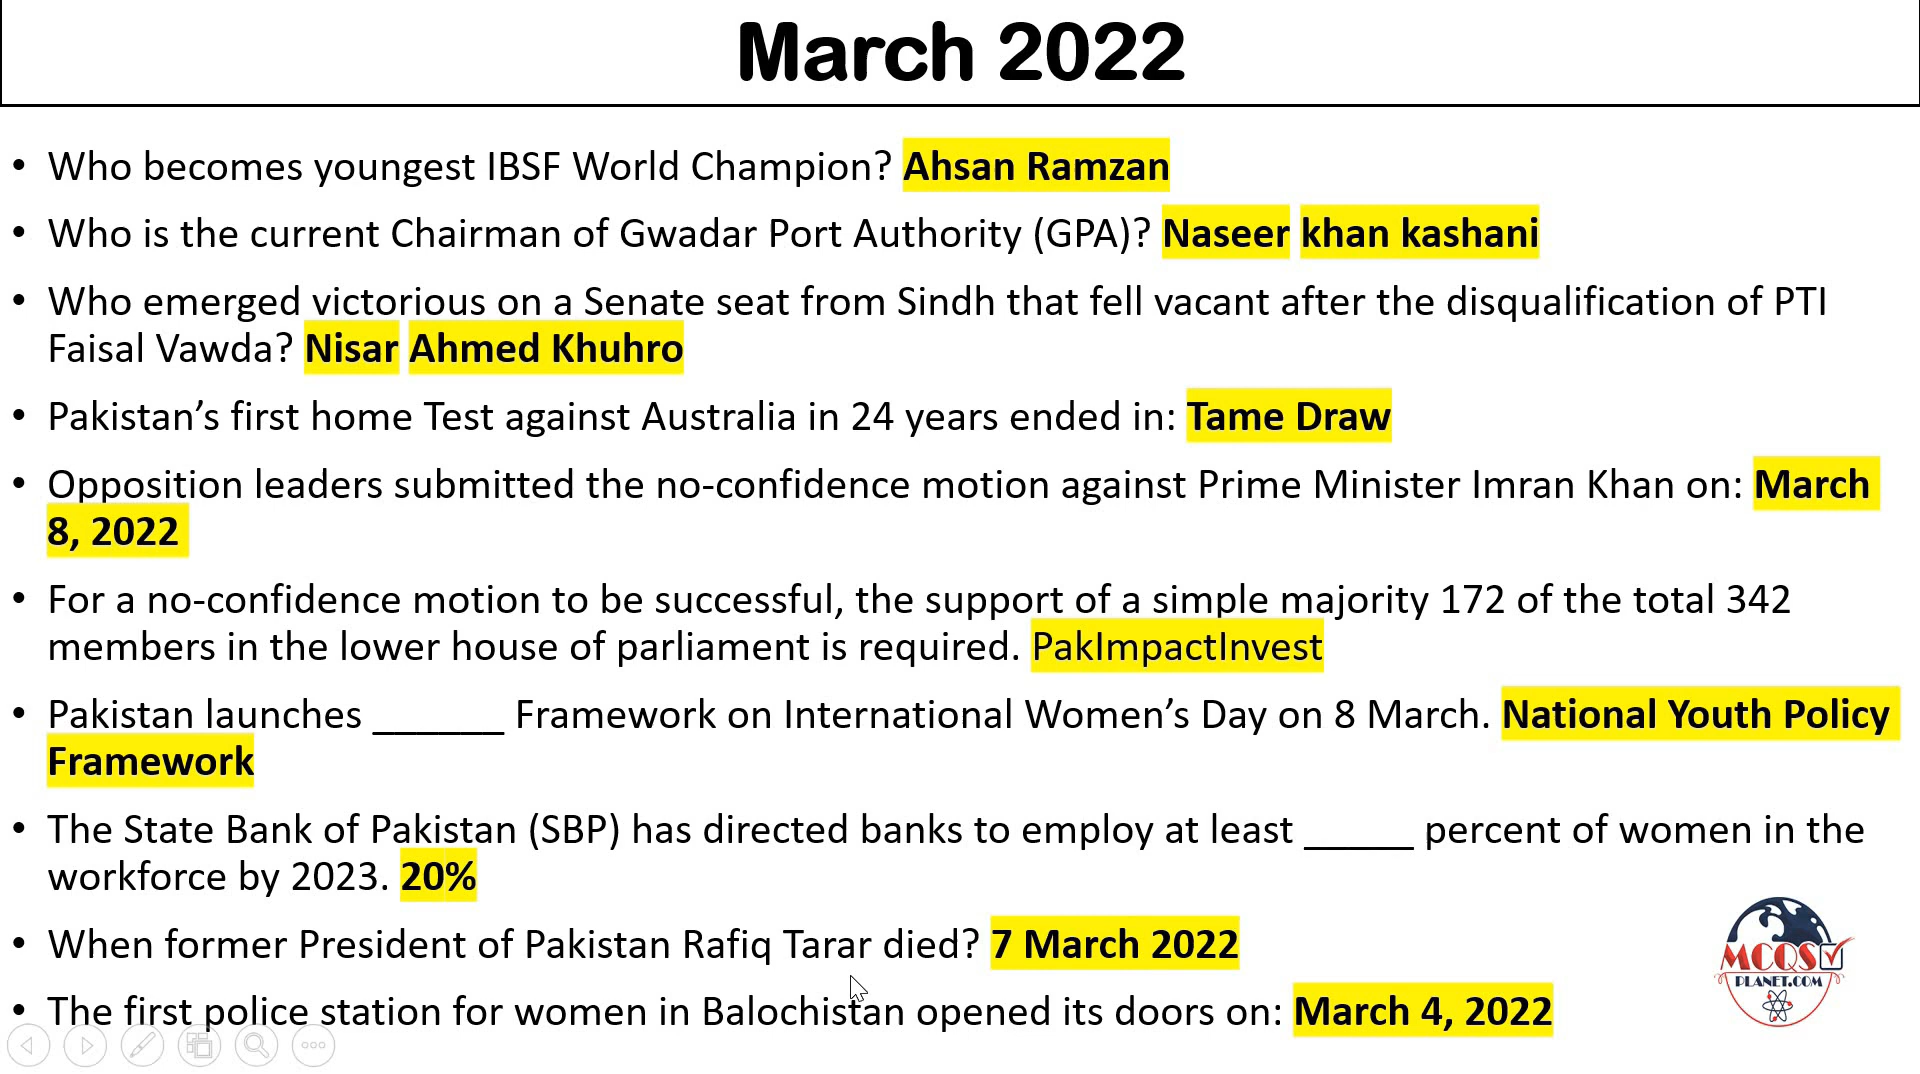 March 2022
• Who becomes youngest IBSF World Champion? Ahsan Ramzan
• Who is the current Chairman of Gwadar Port Authority (GPA)? Naseer khan kashani
• Who emerged victorious on a Senate seat from Sindh that fell vacant after the disqualification of PTI
Faisal Vawda? Nisar Ahmed Khuhro
• Pakistan’s first home Test against Australia in 24 years ended in: Tame Draw
• Opposition leaders submitted the no-confidence motion against Prime Minister Imran Khan on: March
8, 2022
• For a no-confidence motion to be successful, the support of a simple majority 172 of the total 342
members in the lower house of parliament is required. PakImpactInvest
• Pakistan launches ______ Framework on International Women’s Day on 8 March. National Youth Policy
Framework
• The State Bank of Pakistan (SBP) has directed banks to employ at least _____ percent of women in the
workforce by 2023. 20%
• When former President of Pakistan Rafiq Tarar died? 7 March 2022
• The first police station for women in Balochistan opened its doors on: March 4, 2022
MCQS
PLANET.COM